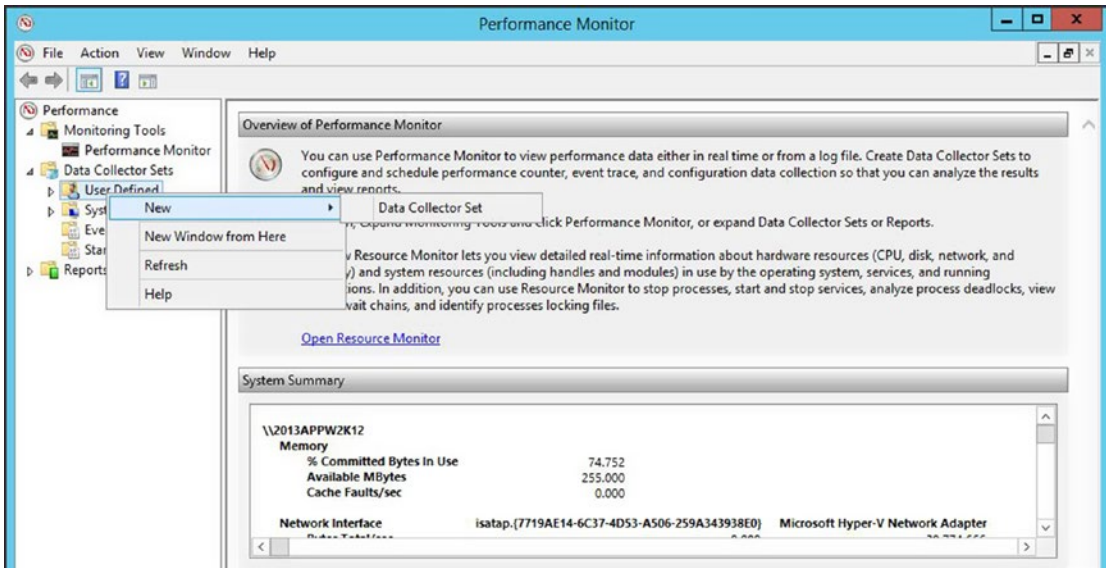 Performance Monitor
File Action View Window Help
Performance
Monitoring Tools
Performance Monitor
Data Collector Sets
User Defined
Syst
Eve
Star
Reports
New
New Window from Here
Refresh
Help
Data Collector Set
Overview of Performance Monitor
You can use Performance Monitor to view performance data either in real time or from a log file. Create Data Collector Sets to
configure and schedule performance counter, event trace, and configuration data collection so that you can analyze the results
and view reports.
click Performance Monitor, or expand Data Collector Sets or Reports.
Resource Monitor lets you view detailed real-time information about hardware resources (CPU, disk, network, and
y) and system resources (including handles and modules) in use by the operating system, services, and running
ions. In addition, you can use Resource Monitor to stop processes, start and stop services, analyze process deadlocks, view
wait chains, and identify processes locking files.
Open Resource Monitor
System Summary
\\2013APPW2K12
Memory
% Committed Bytes In Use 74.752
Available MBytes 255.000
Cache Faults/sec 0.000
Network Interface isatap.{7719AE14-6C37-4D53-A506-259A343938E0} Microsoft Hyper-V Network Adapter